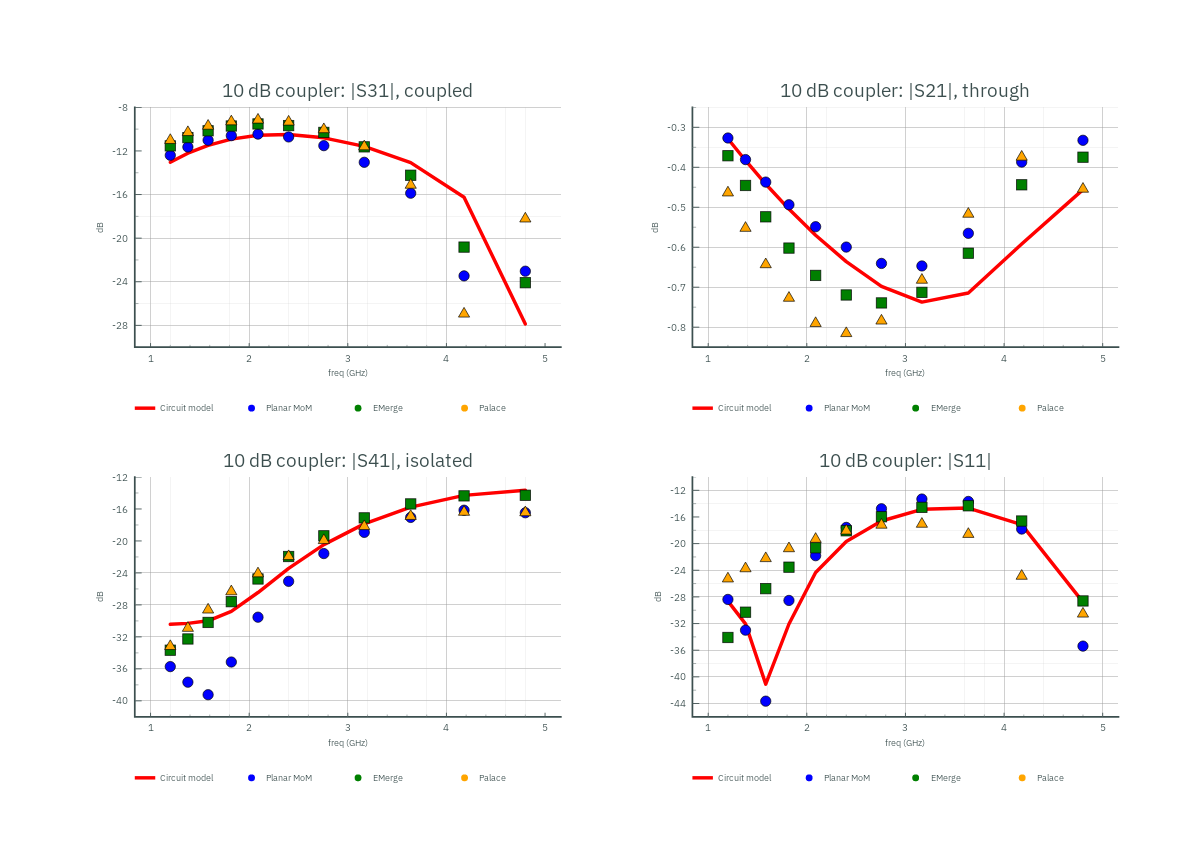 10 dB coupler: |S31|, coupled
-8
-12
-16
-20
-24
-28
dB
1 2 3 4 5
freq (GHz)
Circuit model Planar MoM EMerge Palace
10 dB coupler: |S21|, through
-0.3
-0.4
-0.5
-0.6
-0.7
-0.8
dB
1 2 3 4 5
freq (GHz)
Circuit model Planar MoM EMerge Palace
10 dB coupler: |S41|, isolated
-12
-16
-20
-24
-28
-32
-36
-40
dB
1 2 3 4 5
freq (GHz)
Circuit model Planar MoM EMerge Palace
10 dB coupler: |S11|
-12
-16
-20
-24
-28
-32
-36
-40
-44
dB
1 2 3 4 5
freq (GHz)
Circuit model Planar MoM EMerge Palace